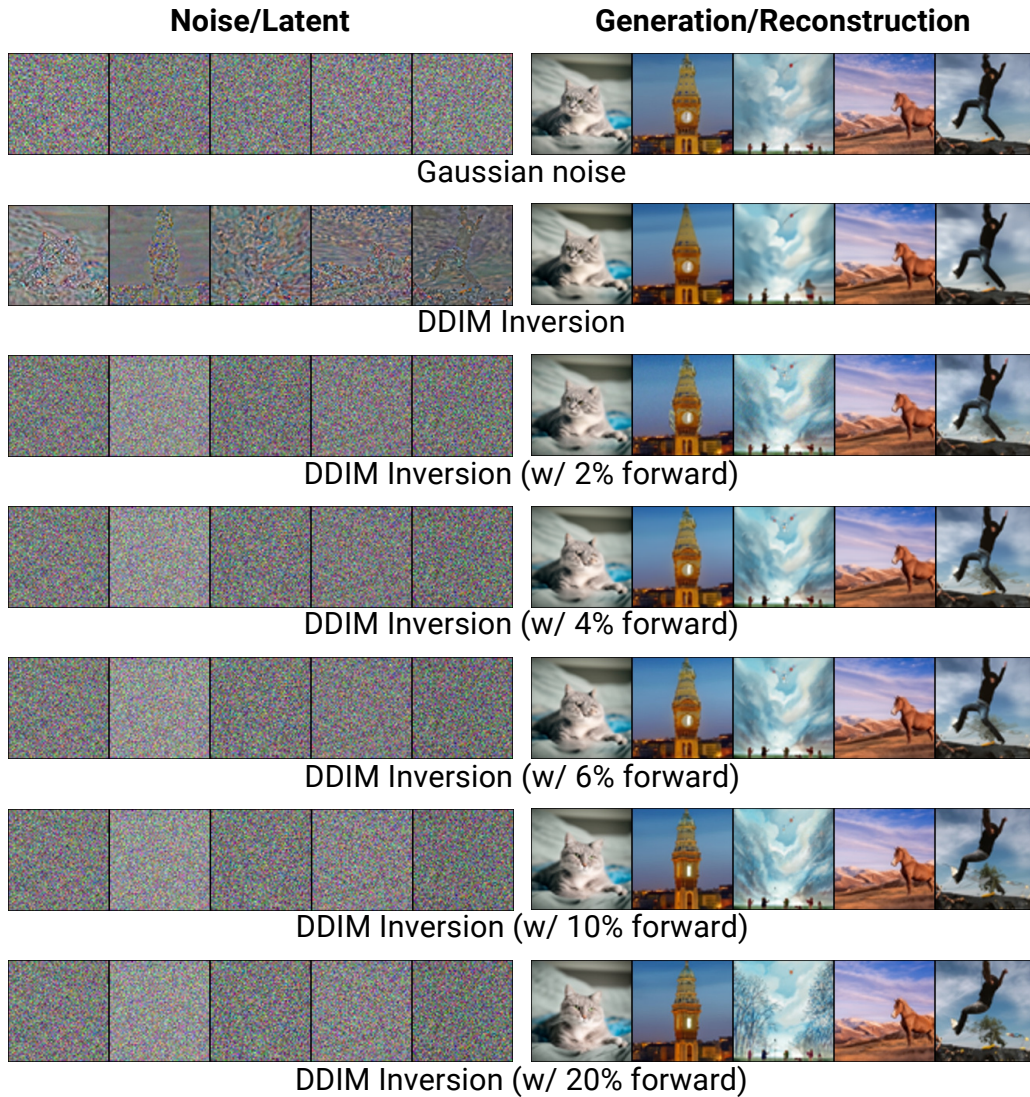 Noise/Latent
Generation/Reconstruction
Gaussian noise
DDIM Inversion
DDIM Inversion (w/ 2% forward)
DDIM Inversion (w/ 4% forward)
DDIM Inversion (w/ 6% forward)
DDIM Inversion (w/ 10% forward)
DDIM Inversion (w/ 20% forward)